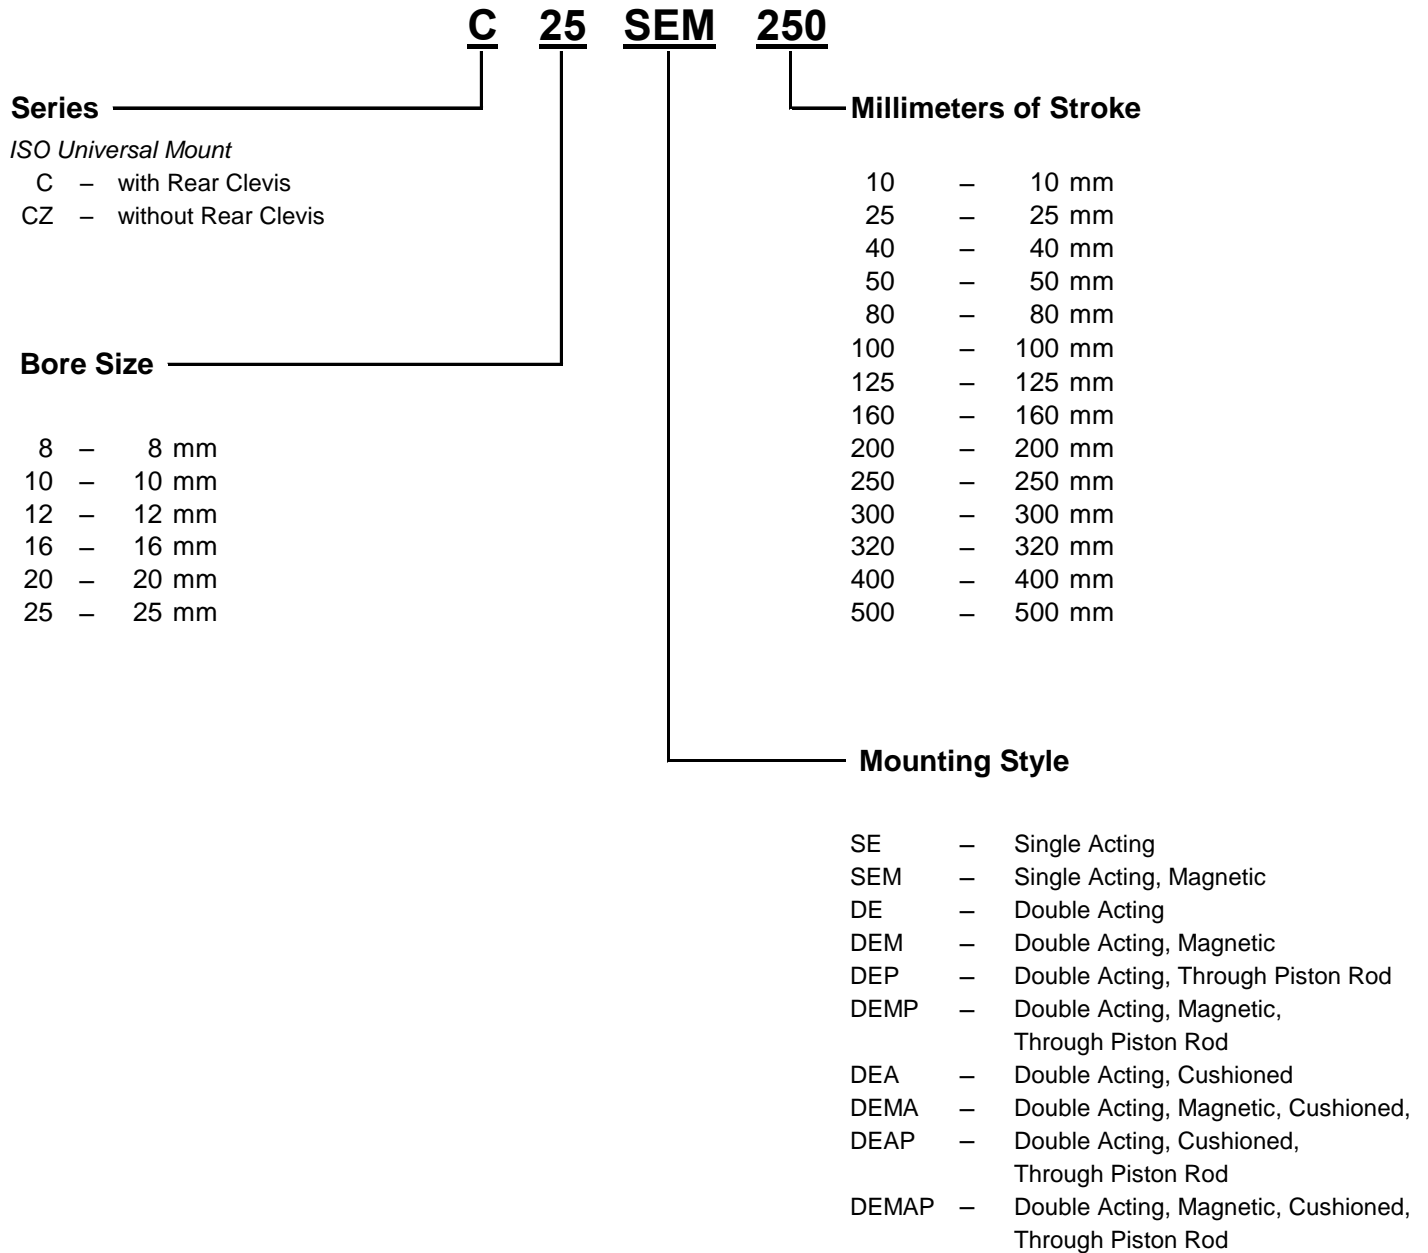 C 25 SEM 250
Series
ISO Universal Mount
C – with Rear Clevis
CZ – without Rear Clevis
Bore Size
8 – 8 mm
10 – 10 mm
12 – 12 mm
16 – 16 mm
20 – 20 mm
25 – 25 mm
Millimeters of Stroke
10 – 10 mm
25 – 25 mm
40 – 40 mm
50 – 50 mm
80 – 80 mm
100 – 100 mm
125 – 125 mm
160 – 160 mm
200 – 200 mm
250 – 250 mm
300 – 300 mm
320 – 320 mm
400 – 400 mm
500 – 500 mm
Mounting Style
SE – Single Acting
SEM – Single Acting, Magnetic
DE – Double Acting
DEM – Double Acting, Magnetic
DEP – Double Acting, Through Piston Rod
DEMP – Double Acting, Magnetic,
Through Piston Rod
DEA – Double Acting, Cushioned
DEMA – Double Acting, Magnetic, Cushioned,
DEAP – Double Acting, Cushioned,
Through Piston Rod
DEMAP – Double Acting, Magnetic, Cushioned,
Through Piston Rod